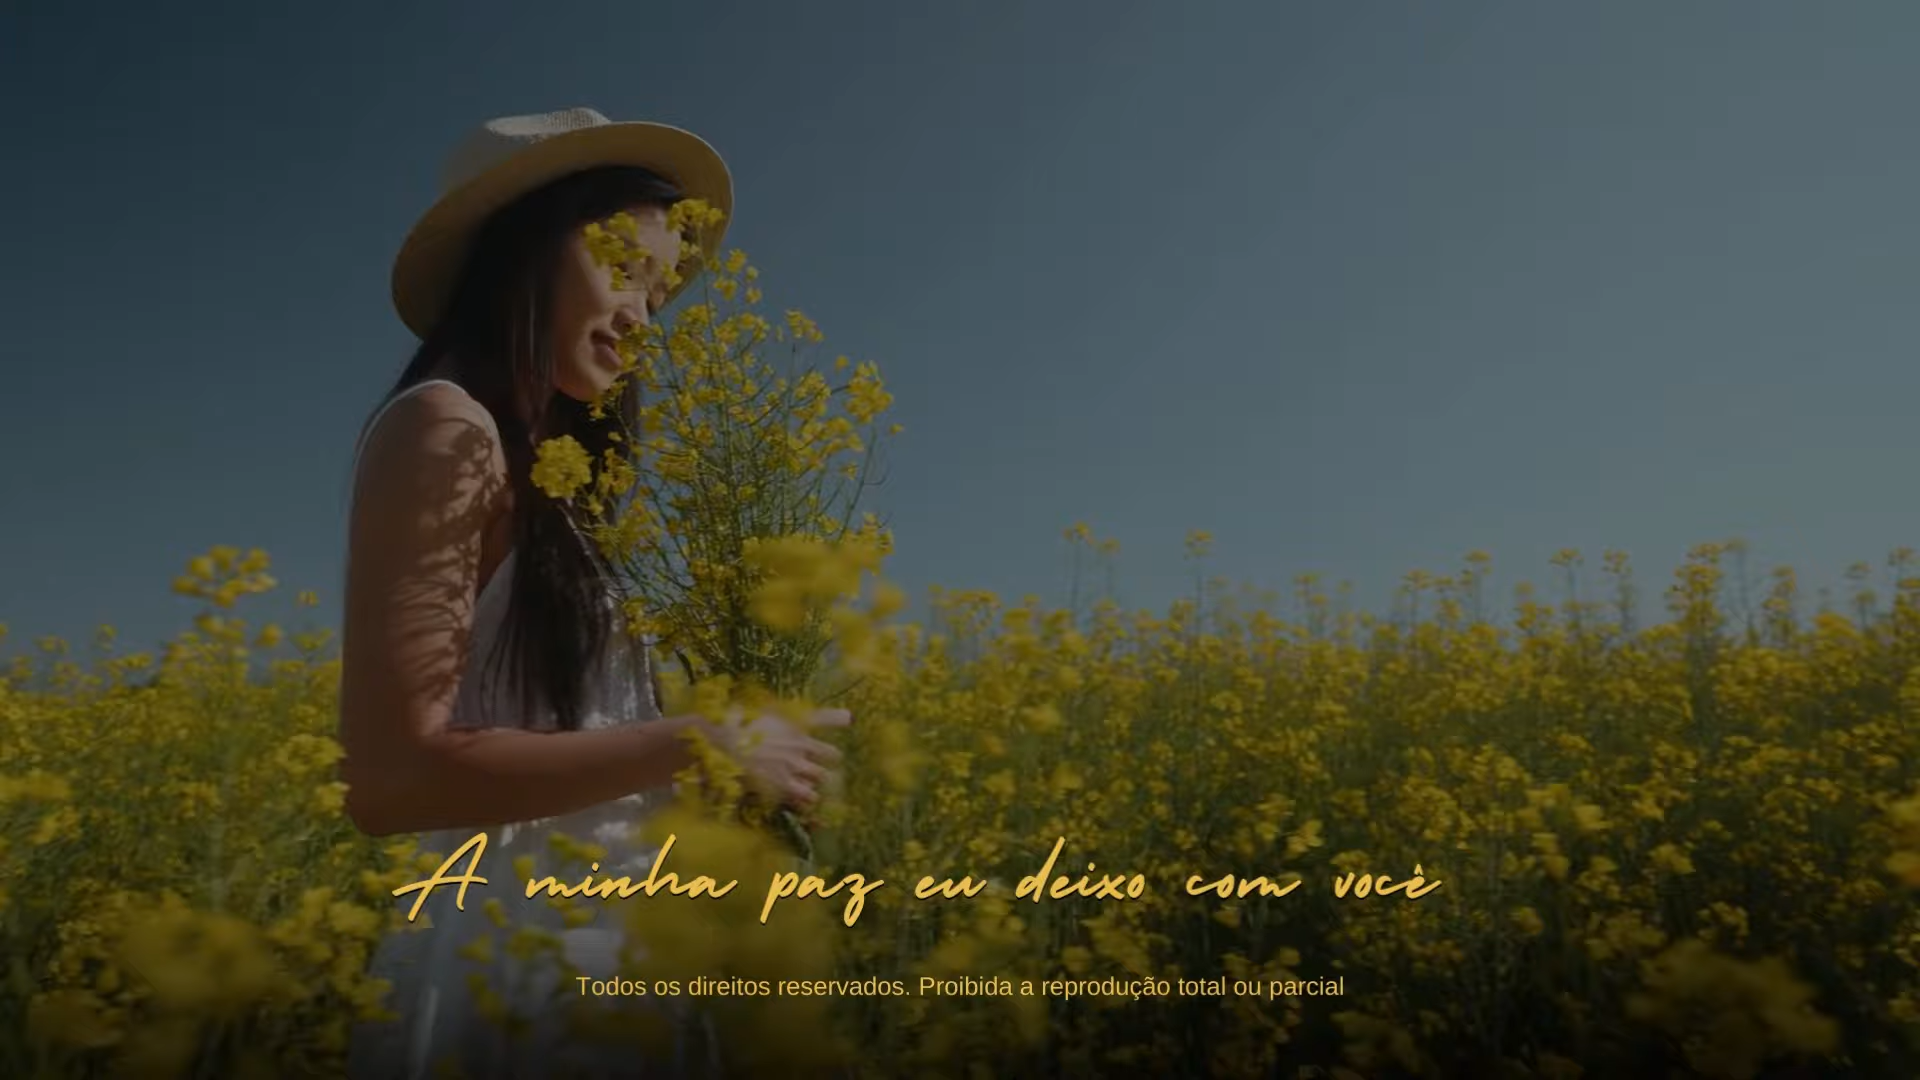 A minha paz eu deixo com você
Todos os direitos reservados. Proibida a reprodução total ou parcial